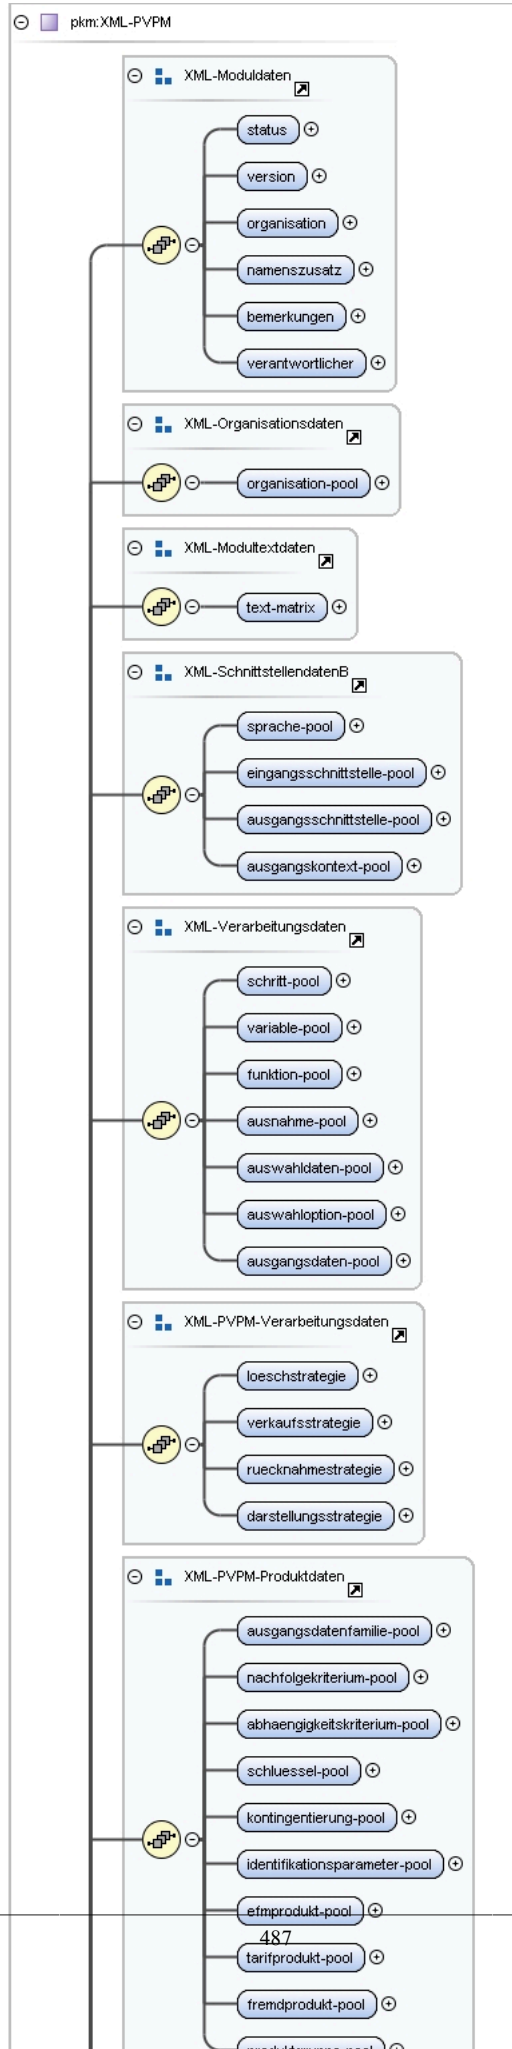 pkm:XML-PVPM
XML-Moduldaten
status
version
organisation
namenszusatz
bemerkungen
verantwortlicher
XML-Organisationsdaten
organisation-pool
XML-Modultextdaten
text-matrix
XML-SchnittstellendatenB
sprache-pool
eingangsschnittstelle-pool
ausgangsschnittstelle-pool
ausgangskontext-pool
XML-Verarbeitungsdaten
schritt-pool
variable-pool
funktion-pool
ausnahme-pool
auswahldaten-pool
auswahloption-pool
ausgangsdaten-pool
XML-PVPM-Verarbeitungsdaten
loeschstrategie
verkaufsstrategie
ruecknahmestrategie
darstellungsstrategie
XML-PVPM-Produktdaten
ausgangsdatenfamilie-pool
nachfolgekriterium-pool
abhaengigkeitskriterium-pool
schluessel-pool
kontingentierung-pool
identifikationsparameter-pool
efmprodukt-pool
487
tarifprodukt-pool
fremdprodukt-pool